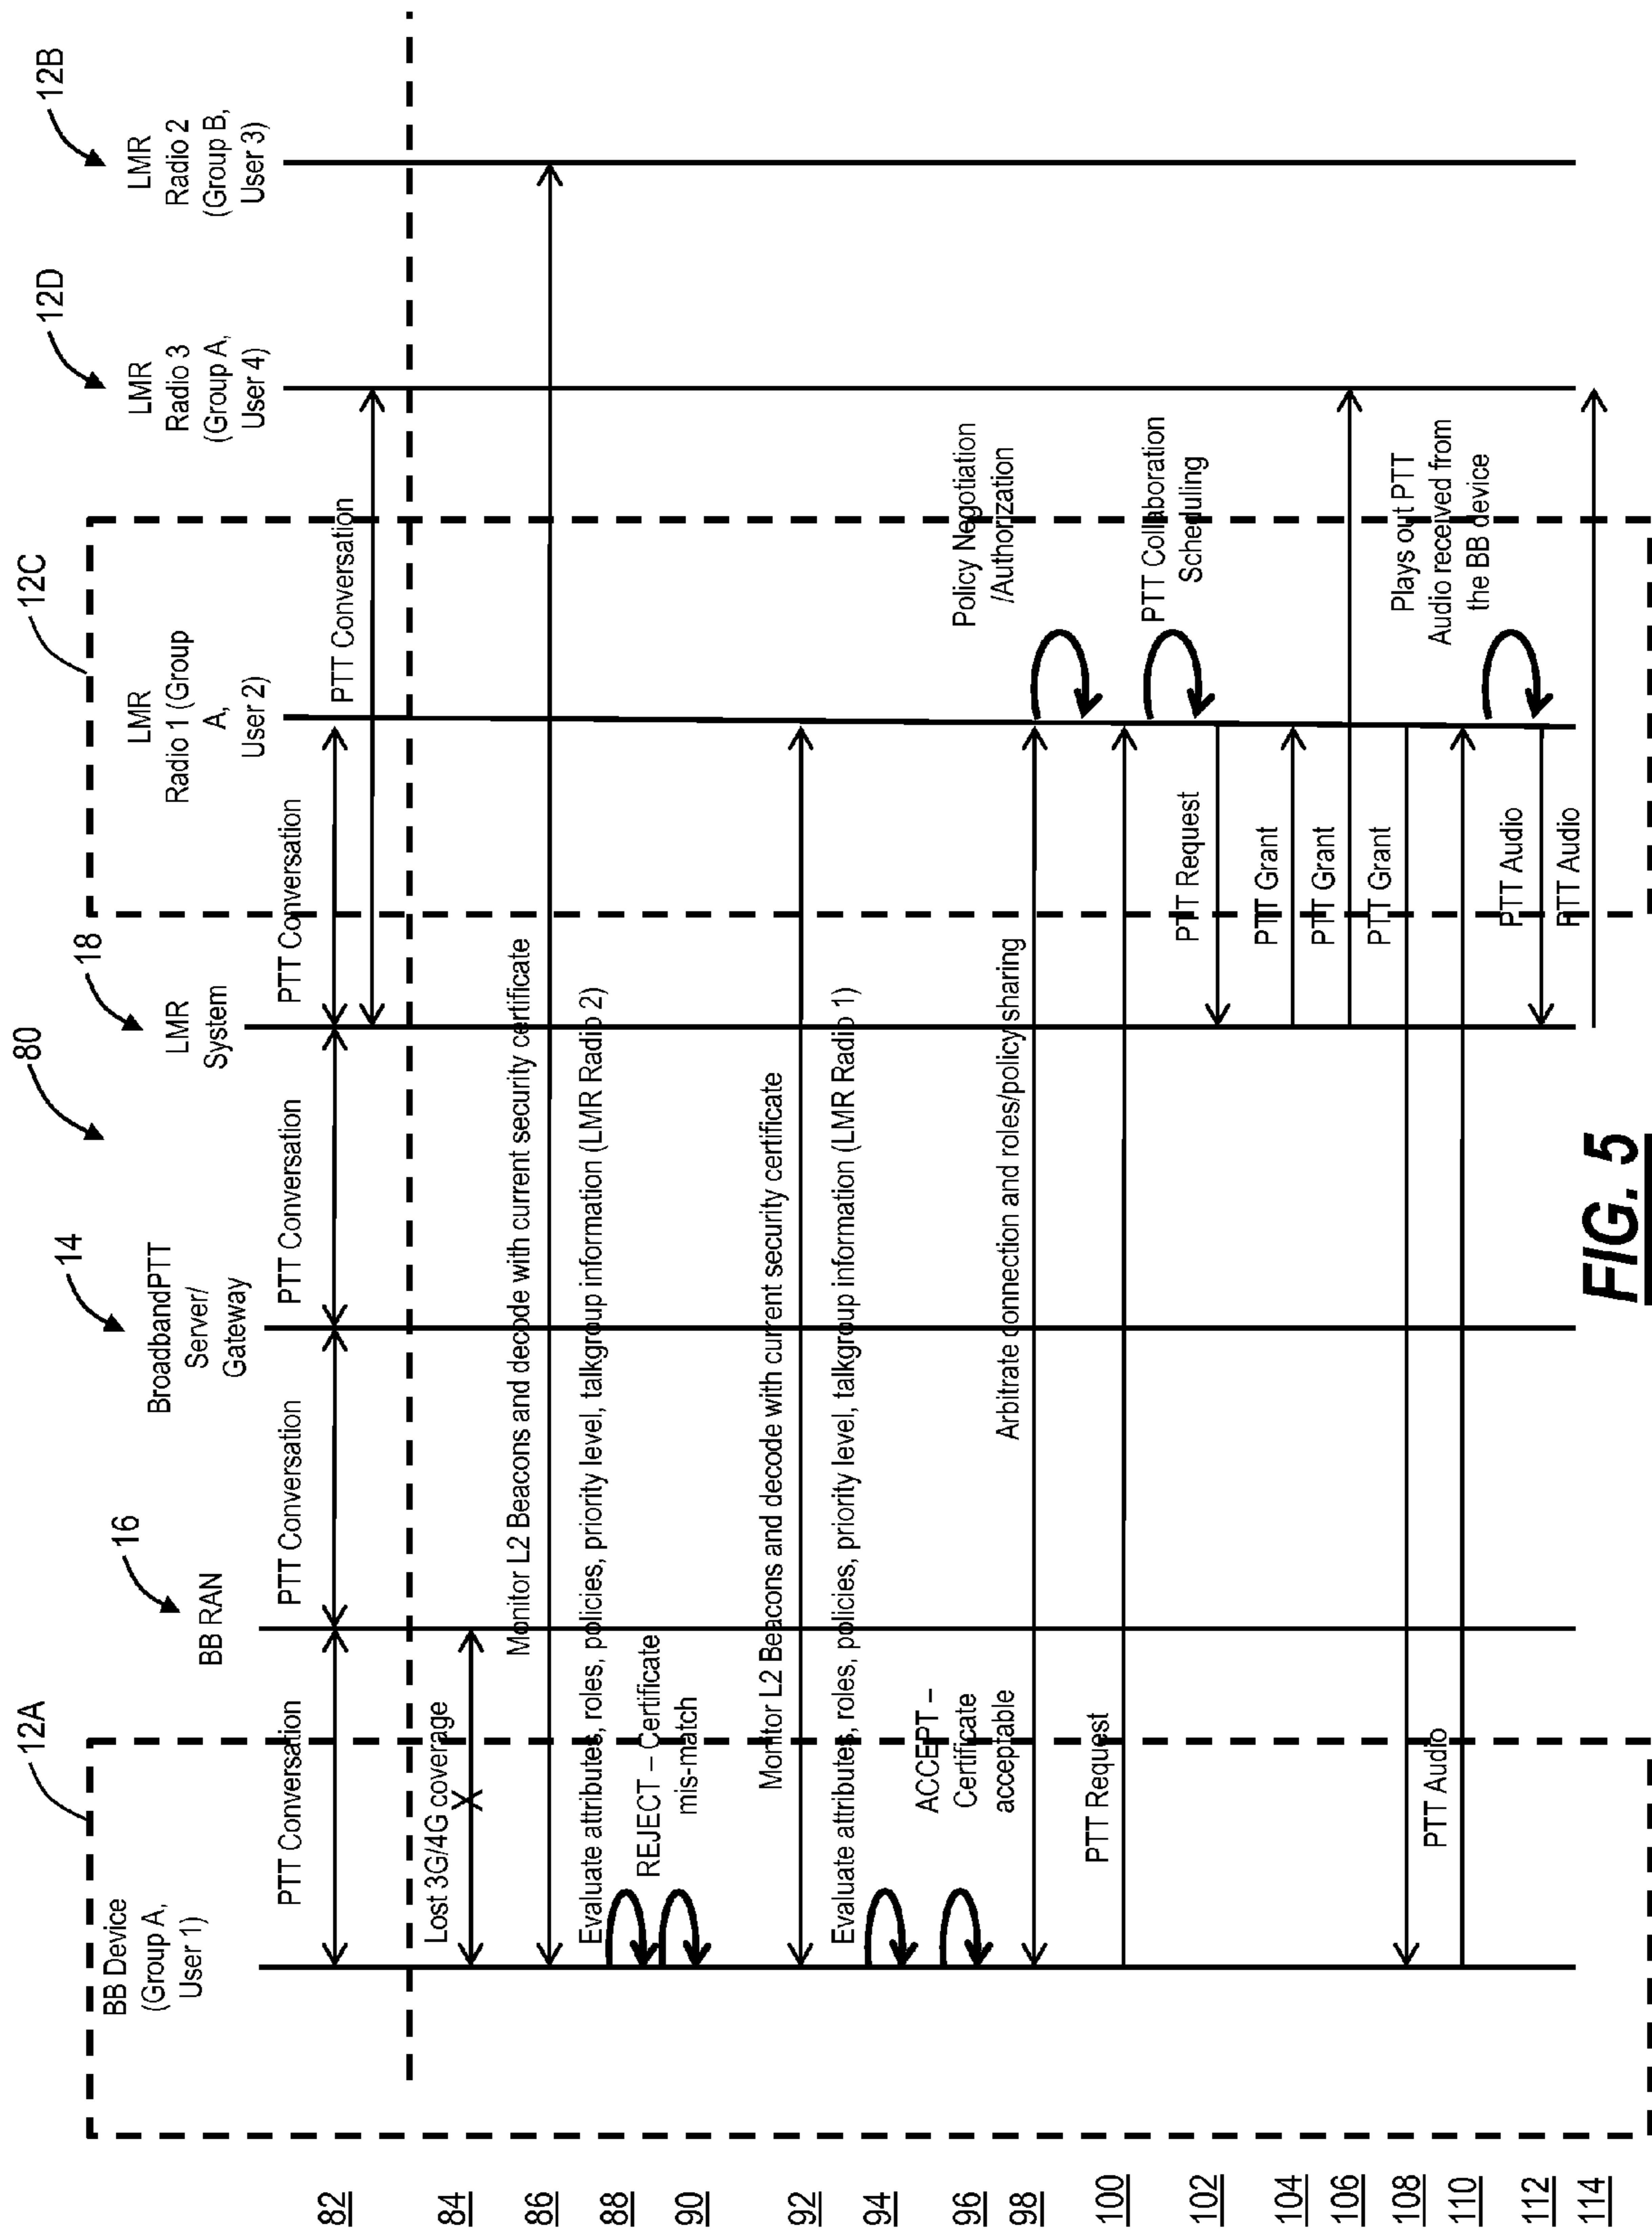 80
12A
BB Device
(Group A,
User 1)
16
BB RAN
14
BroadbandPTT
Server/
Gateway
18
LMR
System
12C
LMR
Radio 1 (Group
A,
User 2)
12D
LMR
Radio 3
(Group A,
User 4)
12B
LMR
Radio 2
(Group B,
User 3)
82
PTT Conversation
PTT Conversation
PTT Conversation
PTT Conversation
PTT Conversation
84
Lost 3G/4G coverage
X
86
Monitor L2 Beacons and decode with current security certificate
88
Evaluate attributes, roles, policies, priority level, talkgroup information (LMR Radio 2)
90
REJECT – Certificate
mis-match
92
Monitor L2 Beacons and decode with current security certificate
94
Evaluate attributes, roles, policies, priority level, talkgroup information (LMR Radio 1)
96
ACCEPT –
Certificate
acceptable
98
Arbitrate connection and roles/policy sharing
Policy Negotiation
/Authorization
100
PTT Request
PTT Collaboration
Scheduling
102
PTT Request
104
PTT Grant
106
PTT Grant
108
PTT Grant
110
PTT Audio
Plays out PTT
Audio received from
the BB device
112
PTT Audio
114
PTT Audio
FIG. 5